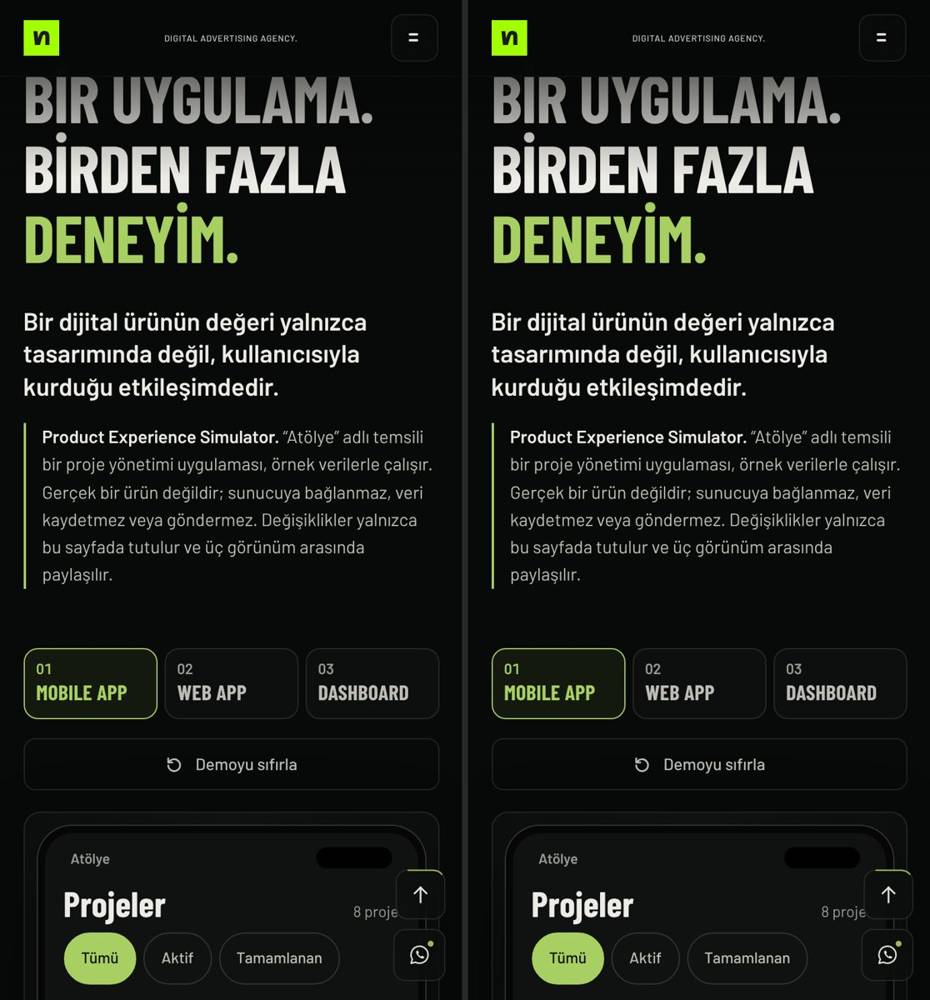 n
DIGITAL ADVERTISING AGENCY.
BİR UYGULAMA.
BİRDEN FAZLA
DENEYİM.
Bir dijital ürünün değeri yalnızca
tasarımında değil, kullanıcısıyla
kurduğu etkileşimdedir.
Product Experience Simulator. “Atölye” adlı temsili
bir proje yönetimi uygulaması, örnek verilerle çalışır.
Gerçek bir ürün değildir; sunucuya bağlanmaz, veri
kaydetmez veya göndermez. Değişiklikler yalnızca
bu sayfada tutulur ve üç görünüm arasında
paylaşılır.
01
MOBILE APP
02
WEB APP
03
DASHBOARD
Demoyu sıfırla
Atölye
Projeler
8 proje
Tümü
Aktif
Tamamlanan
n
DIGITAL ADVERTISING AGENCY.
BİR UYGULAMA.
BİRDEN FAZLA
DENEYİM.
Bir dijital ürünün değeri yalnızca
tasarımında değil, kullanıcısıyla
kurduğu etkileşimdedir.
Product Experience Simulator. “Atölye” adlı temsili
bir proje yönetimi uygulaması, örnek verilerle çalışır.
Gerçek bir ürün değildir; sunucuya bağlanmaz, veri
kaydetmez veya göndermez. Değişiklikler yalnızca
bu sayfada tutulur ve üç görünüm arasında
paylaşılır.
01
MOBILE APP
02
WEB APP
03
DASHBOARD
Demoyu sıfırla
Atölye
Projeler
8 proje
Tümü
Aktif
Tamamlanan